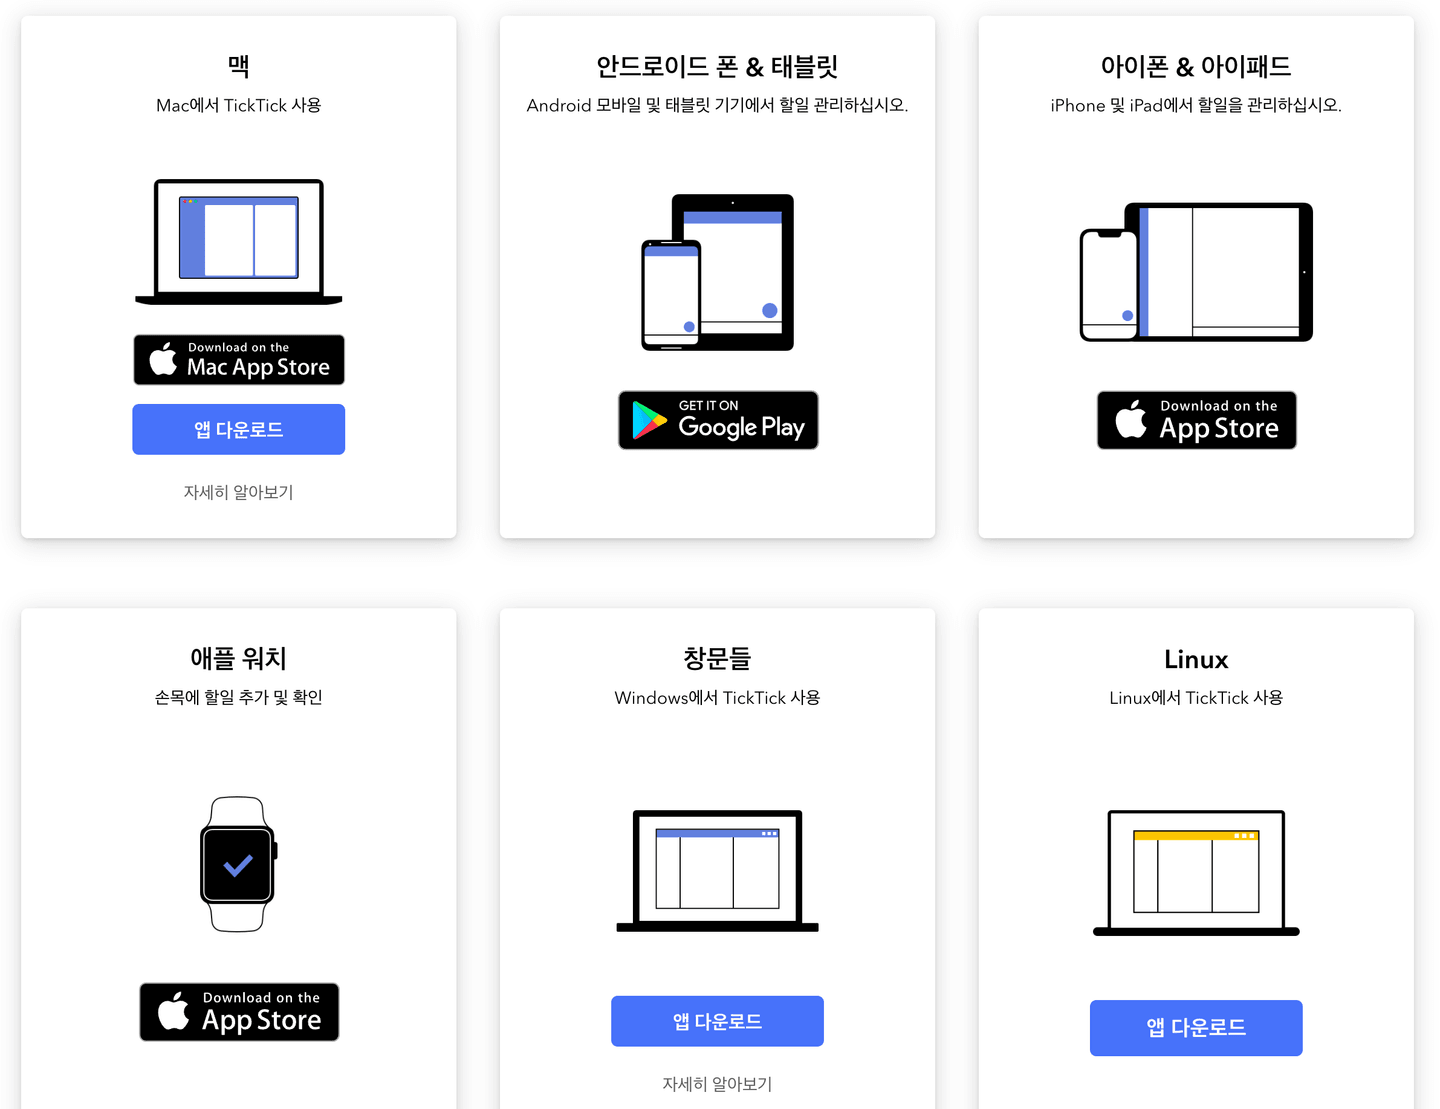 맥
Mac에서 TickTick 사용
Download on the
Mac App Store
앱 다운로드
자세히 알아보기
안드로이드 폰 & 태블릿
Android 모바일 및 태블릿 기기에서 할일 관리하십시오.
GET IT ON
Google Play
아이폰 & 아이패드
iPhone 및 iPad에서 할일을 관리하십시오.
Download on the
App Store
애플 워치
손목에 할일 추가 및 확인
Download on the
App Store
창문들
Windows에서 TickTick 사용
앱 다운로드
자세히 알아보기
Linux
Linux에서 TickTick 사용
앱 다운로드